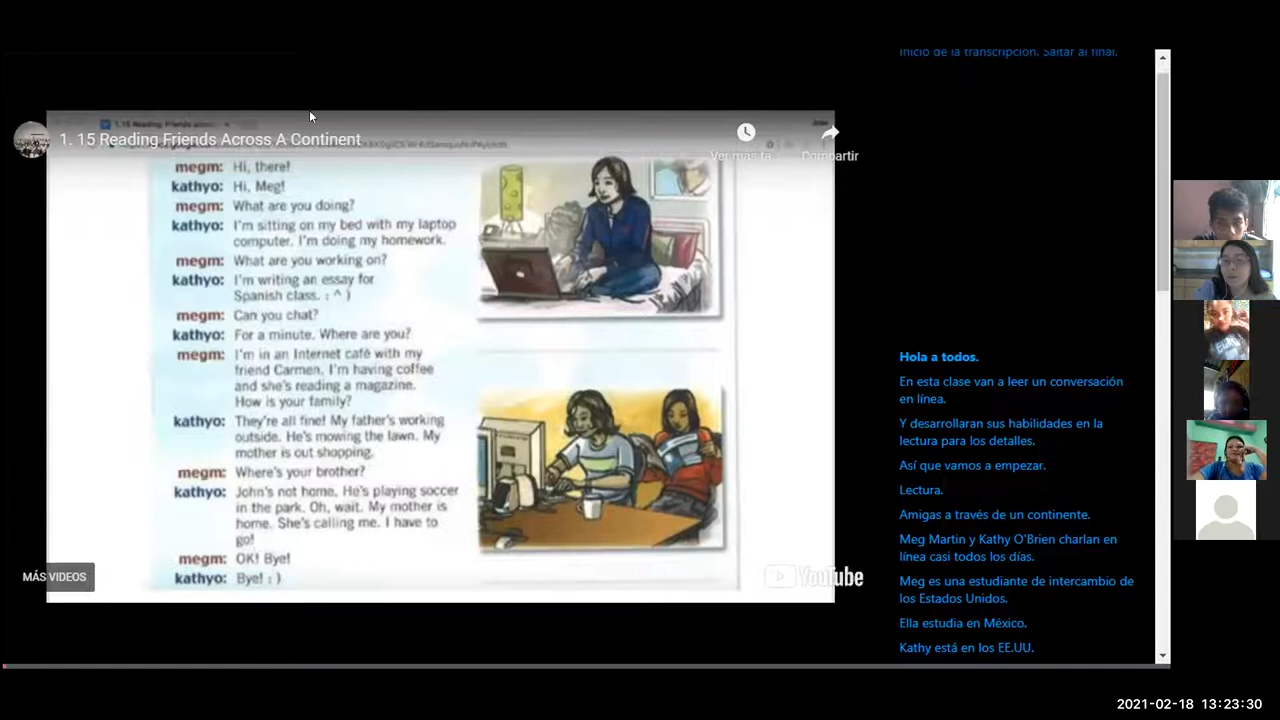 Inicio de la transcripción. Saltar al final.
1. 15 Reading Friends Across A Continent
Compartir
megm: Hi, there!
kathyo: Hi, Meg!
megm: What are you doing?
kathyo: I'm sitting on my bed with my laptop
computer. I'm doing my homework.
megm: What are you working on?
kathyo: I'm writing an essay for
Spanish class. : ^ )
megm: Can you chat?
kathyo: For a minute. Where are you?
megm: I'm in an Internet café with my
friend Carmen. I'm having coffee
and she's reading a magazine.
How is your family?
kathyo: They're all fine! My father's working
outside. He's mowing the lawn. My
mother is out shopping.
megm: Where's your brother?
kathyo: John's not home. He's playing soccer
in the park. Oh, wait. My mother is
home. She's calling me. I have to
go!
megm: OK! Bye!
kathyo: Bye! : )
MÁS VIDEOS
YouTube
Hola a todos.
En esta clase van a leer un conversación
en línea.
Y desarrollaran sus habilidades en la
lectura para los detalles.
Así que vamos a empezar.
Lectura.
Amigas a través de un continente.
Meg Martin y Kathy O'Brien charlan en
línea casi todos los días.
Meg es una estudiante de intercambio de
los Estados Unidos.
Ella estudia en México.
Kathy está en los EE.UU.
2021-02-18 13:23:30